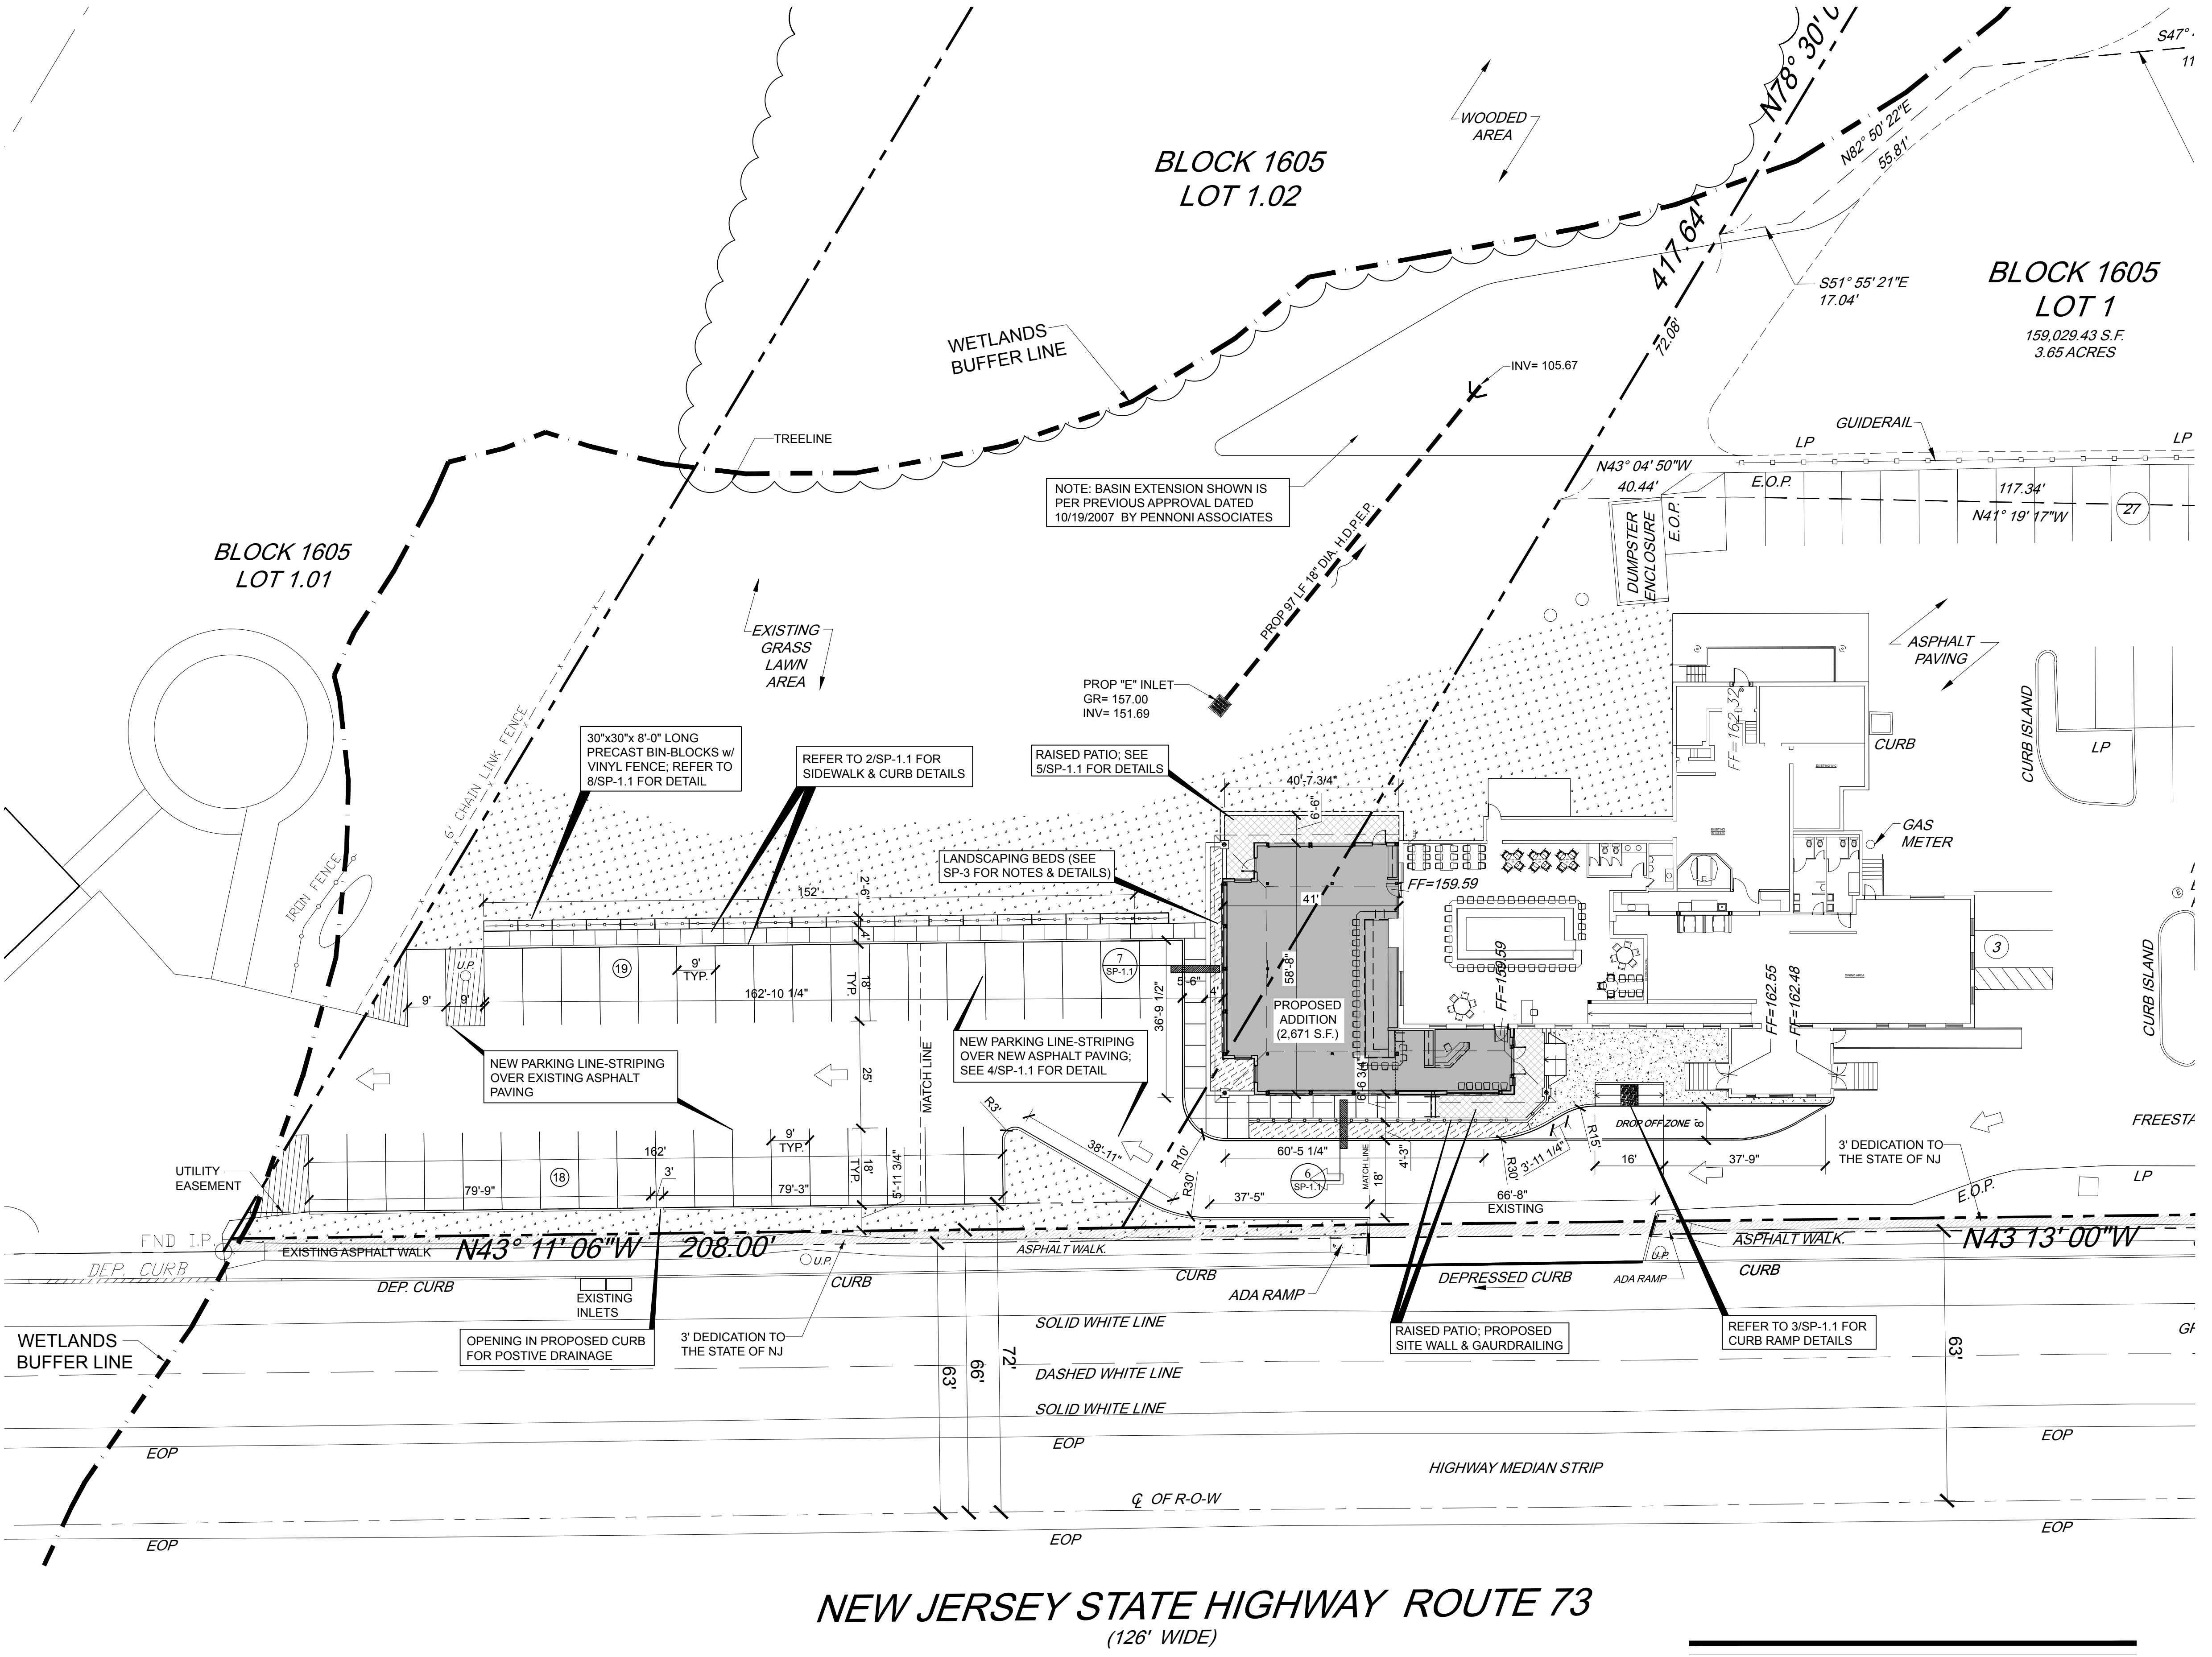 S47°
11
N78° 30' 0
WOODED
AREA
N82° 50' 22"E
55.81'
BLOCK 1605
LOT 1.02
417.64'
72.08'
S51° 55' 21"E
17.04'
BLOCK 1605
LOT 1
159,029.43 S.F.
3.65 ACRES
WETLANDS
BUFFER LINE
INV= 105.67
TREELINE
GUIDERAIL
LP
LP
NOTE: BASIN EXTENSION SHOWN IS
PER PREVIOUS APPROVAL DATED
10/19/2007 BY PENNONI ASSOCIATES
N43° 04' 50"W
40.44'
E.O.P.
117.34'
N41° 19' 17"W
27
DUMPSTER
ENCLOSURE
E.O.P.
PROP 97 LF 18" DIA. H.D.P.E.P.
BLOCK 1605
LOT 1.01
EXISTING
GRASS
LAWN
AREA
PROP "E" INLET
GR= 157.00
INV= 151.69
ASPHALT
PAVING
CURB ISLAND
LP
CURB
FF=162.32
6' CHAIN LINK FENCE
30"x30"x 8'-0" LONG
PRECAST BIN-BLOCKS w/
VINYL FENCE; REFER TO
8/SP-1.1 FOR DETAIL
REFER TO 2/SP-1.1 FOR
SIDEWALK & CURB DETAILS
RAISED PATIO; SEE
5/SP-1.1 FOR DETAILS
40'-7 3/4"
6'-6"
GAS
METER
IRON FENCE
LANDSCAPING BEDS (SEE
SP-3 FOR NOTES & DETAILS)
152'
2'-6"
4'
41'
FF=159.59
FF=159.59
3
CURB ISLAND
U.P.
19
9'
TYP.
18'
TYP.
7
SP-1.1
5'-6"
4'
9'
9'
162'-10 1/4"
36'-9 1/2"
58'-8"
PROPOSED
ADDITION
(2,671 S.F.)
FF=162.55
FF=162.48
NEW PARKING LINE-STRIPING
OVER EXISTING ASPHALT
PAVING
25'
MATCH LINE
NEW PARKING LINE-STRIPING
OVER NEW ASPHALT PAVING;
SEE 4/SP-1.1 FOR DETAIL
6'-6 3/4"
R3'
38'-11"
R10'
R30'
60'-5 1/4"
6
SP-1.1
MATCH LINE
18'
4'-3"
R30'
3'-11 1/4"
R15'
DROP OFF ZONE
8'
16'
37'-9"
FREESTA
3' DEDICATION TO
THE STATE OF NJ
LP
E.O.P.
UTILITY
EASEMENT
9'
TYP.
162'
3'
18
79'-9"
79'-3"
18'
TYP.
5'-11 3/4"
37'-5"
66'-8"
EXISTING
FND I.P.
EXISTING ASPHALT WALK
N43° 11' 06"W 208.00'
U.P.
ASPHALT WALK.
U.P.
ASPHALT WALK.
N43 13' 00"W
DEP. CURB
DEP. CURB
CURB
CURB
DEPRESSED CURB
ADA RAMP
CURB
EXISTING
INLETS
ADA RAMP
SOLID WHITE LINE
OPENING IN PROPOSED CURB
FOR POSTIVE DRAINAGE
3' DEDICATION TO
THE STATE OF NJ
RAISED PATIO; PROPOSED
SITE WALL & GAURDRAILING
REFER TO 3/SP-1.1 FOR
CURB RAMP DETAILS
WETLANDS
BUFFER LINE
63'
66'
72'
63'
DASHED WHITE LINE
SOLID WHITE LINE
EOP
EOP
EOP
HIGHWAY MEDIAN STRIP
℄ OF R-O-W
EOP
EOP
EOP
NEW JERSEY STATE HIGHWAY ROUTE 73
(126' WIDE)